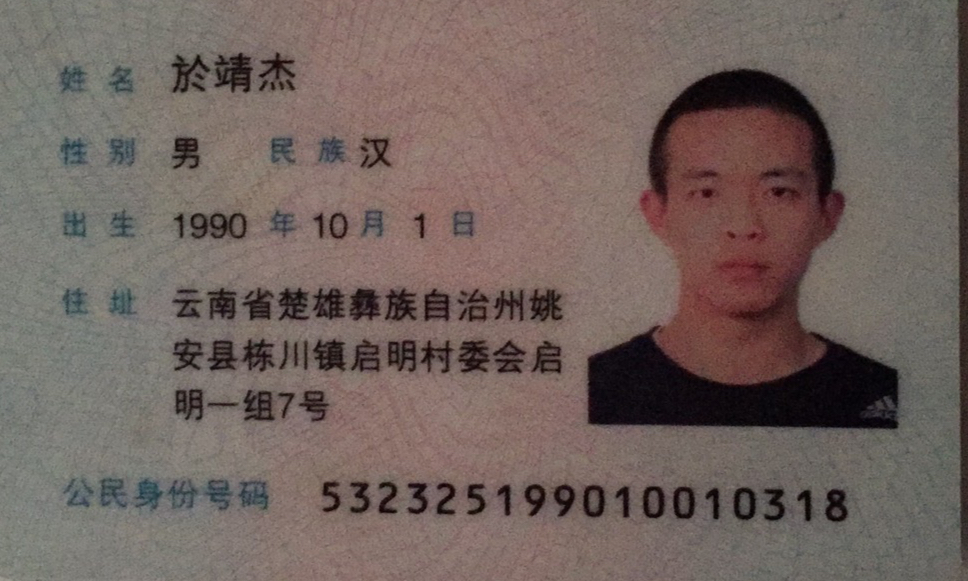 姓名 於靖杰
性别 男 民族 汉
出生 1990 年 10 月 1 日
住址 云南省楚雄彝族自治州姚
安县栋川镇启明村委会启
明一组7号
公民身份号码 532325199010010318